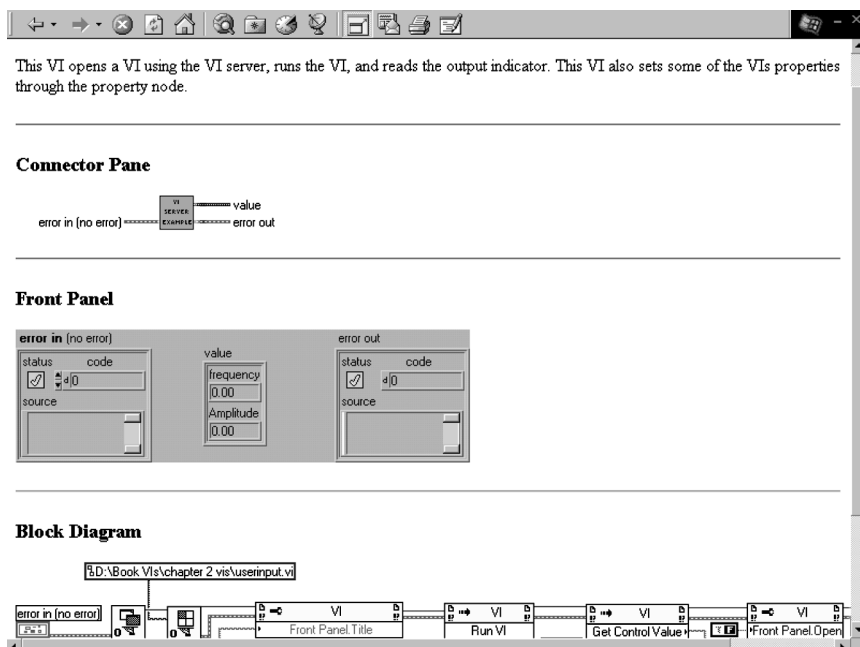 This VI opens a VI using the VI server, runs the VI, and reads the output indicator. This VI also sets some of the VIs properties
through the property node.
Connector Pane
VI
SERVER
EXAMPLE
value
error in (no error)
error out
Front Panel
error in (no error)
status code
d 0
source
value
frequency
0.00
Amplitude
0.00
error out
status code
d 0
source
Block Diagram
D:\Book VIs\chapter 2 vis\userinput.vi
error in (no error)
VI
Front Panel.Title
VI
Run VI
VI
Get Control Value
F
VI
Front Panel.Open